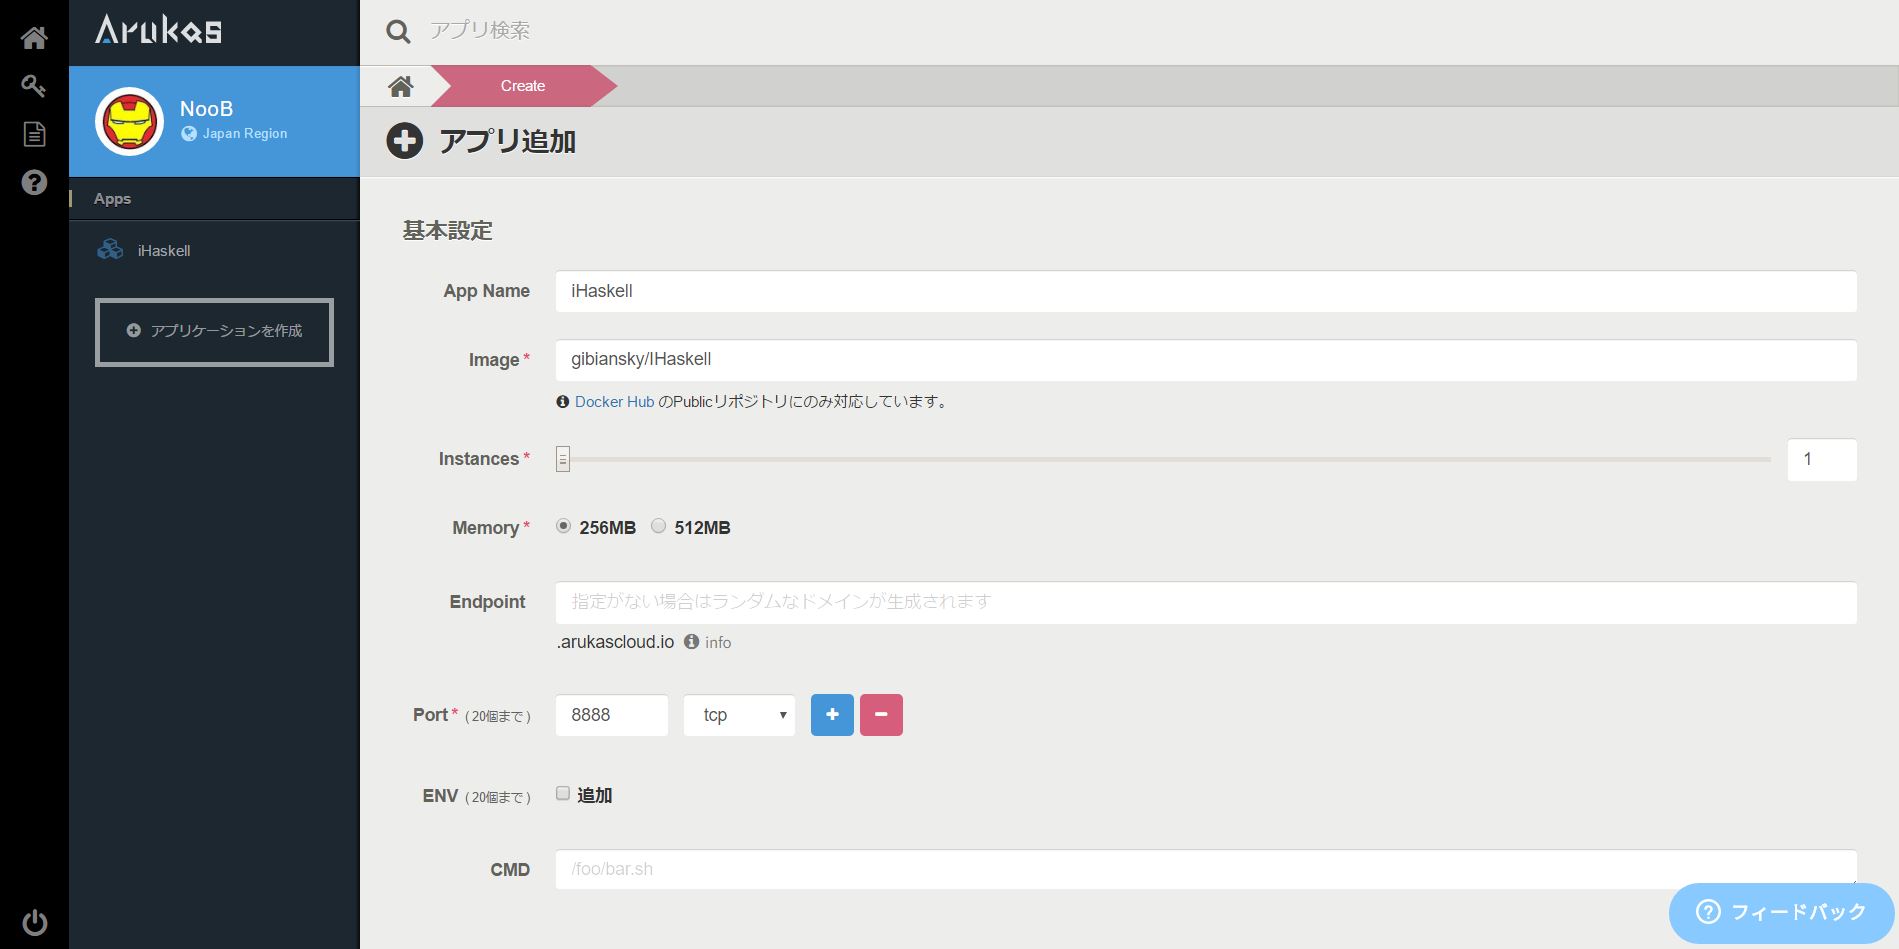 Arukas
アプリ検索
NooB
Japan Region
Create
アプリ追加
Apps
iHaskell
アプリケーションを作成
基本設定
App Name iHaskell
Image * gibiansky/IHaskell
Docker Hub のPublicリポジトリにのみ対応しています。
Instances * 1
Memory * 256MB 512MB
Endpoint 指定がない場合はランダムなドメインが生成されます
.arukascloud.io info
Port * ( 20個まで ) 8888 tcp
ENV ( 20個まで ) 追加
CMD /foo/bar.sh
フィードバック